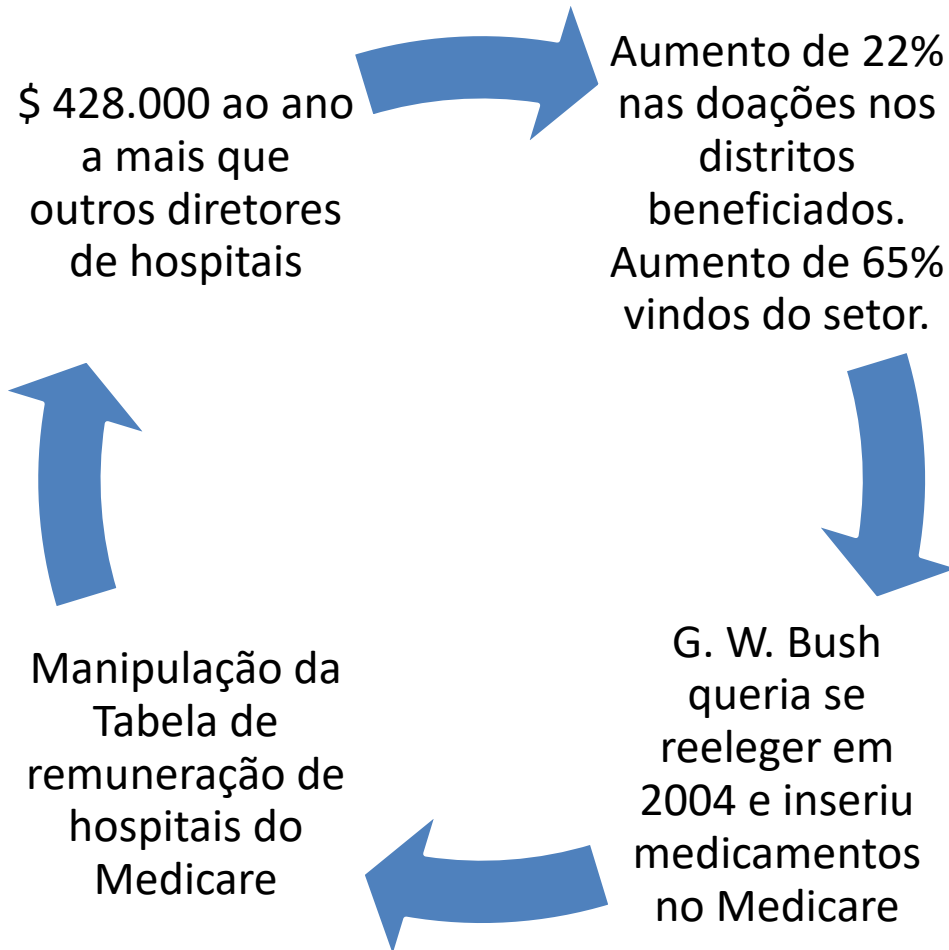 $ 428.000 ao ano
a mais que
outros diretores
de hospitais
Aumento de 22%
nas doações nos
distritos
beneficiados.
Aumento de 65%
vindos do setor.
G. W. Bush
queria se
reeleger em
2004 e inseriu
medicamentos
no Medicare
Manipulação da
Tabela de
remuneração de
hospitais do
Medicare